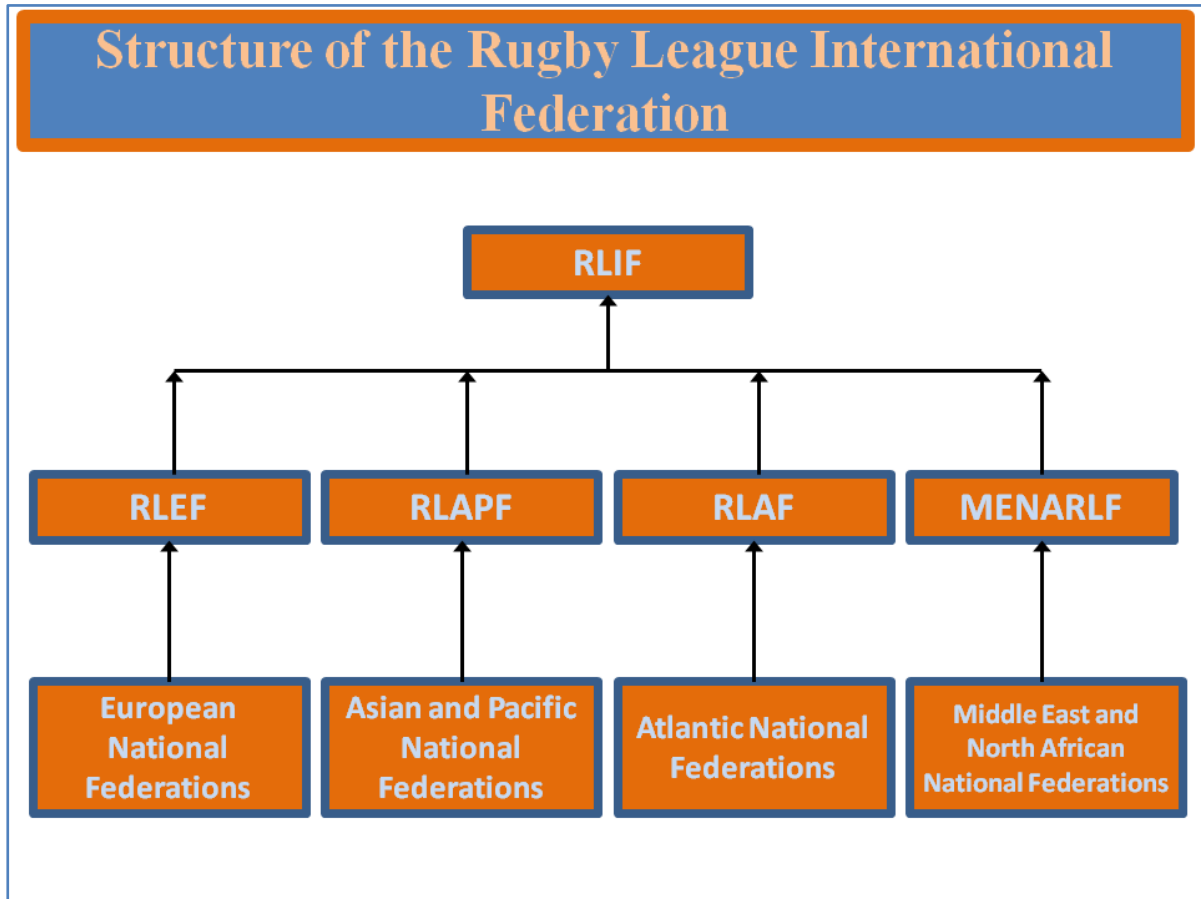 Structure of the Rugby League International
Federation
RLIF
RLEF
RLAPF
RLAF
MENARLF
European
National
Federations
Asian and Pacific
National
Federations
Atlantic National
Federations
Middle East and
North African
National Federations